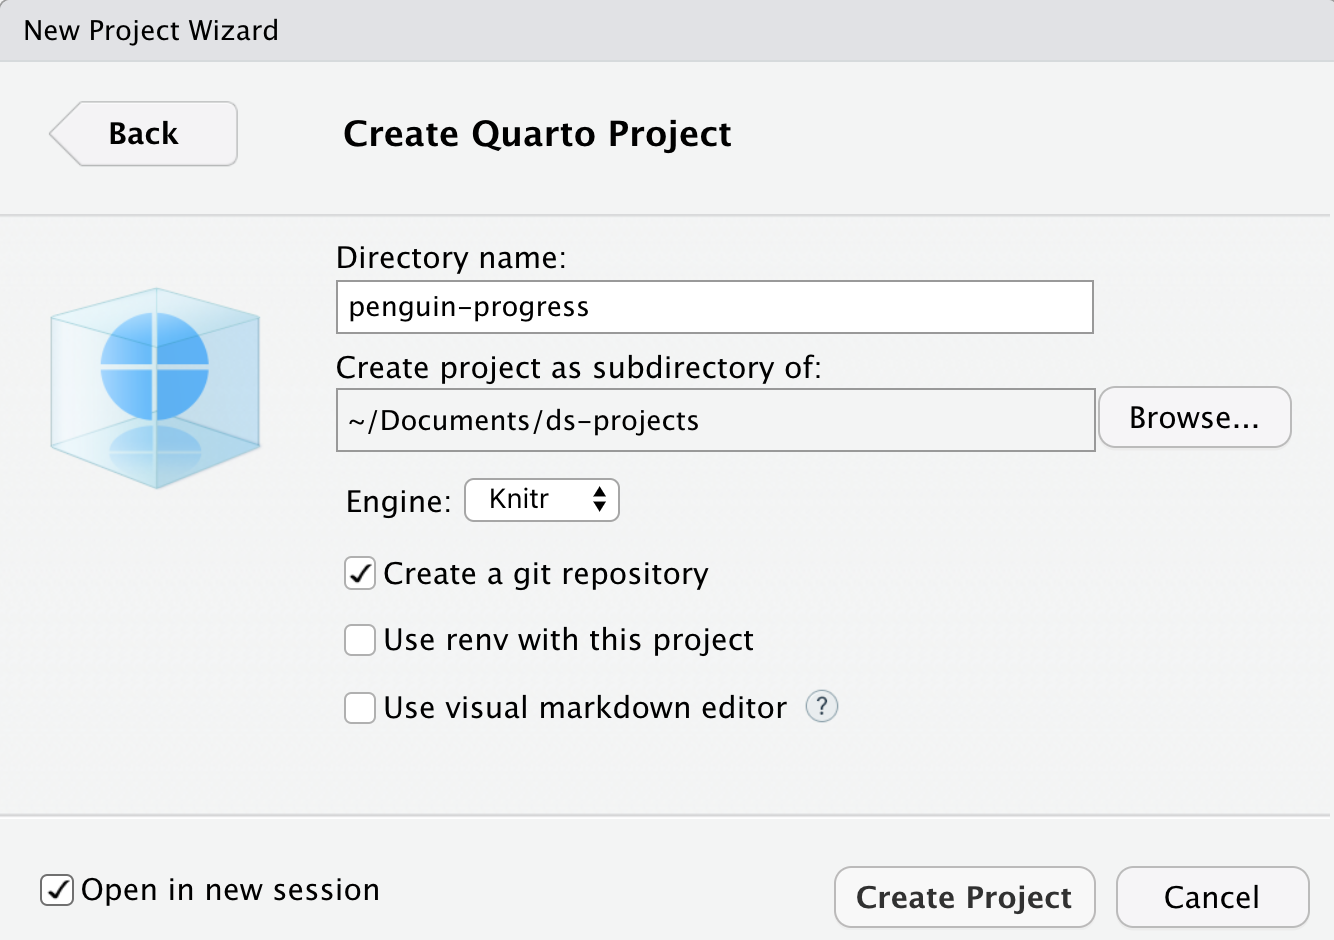 New Project Wizard
Back
Create Quarto Project
Directory name:
penguin-progress
Create project as subdirectory of:
~/Documents/ds-projects
Browse...
Engine: Knitr
Create a git repository
Use renv with this project
Use visual markdown editor ?
Open in new session
Create Project
Cancel